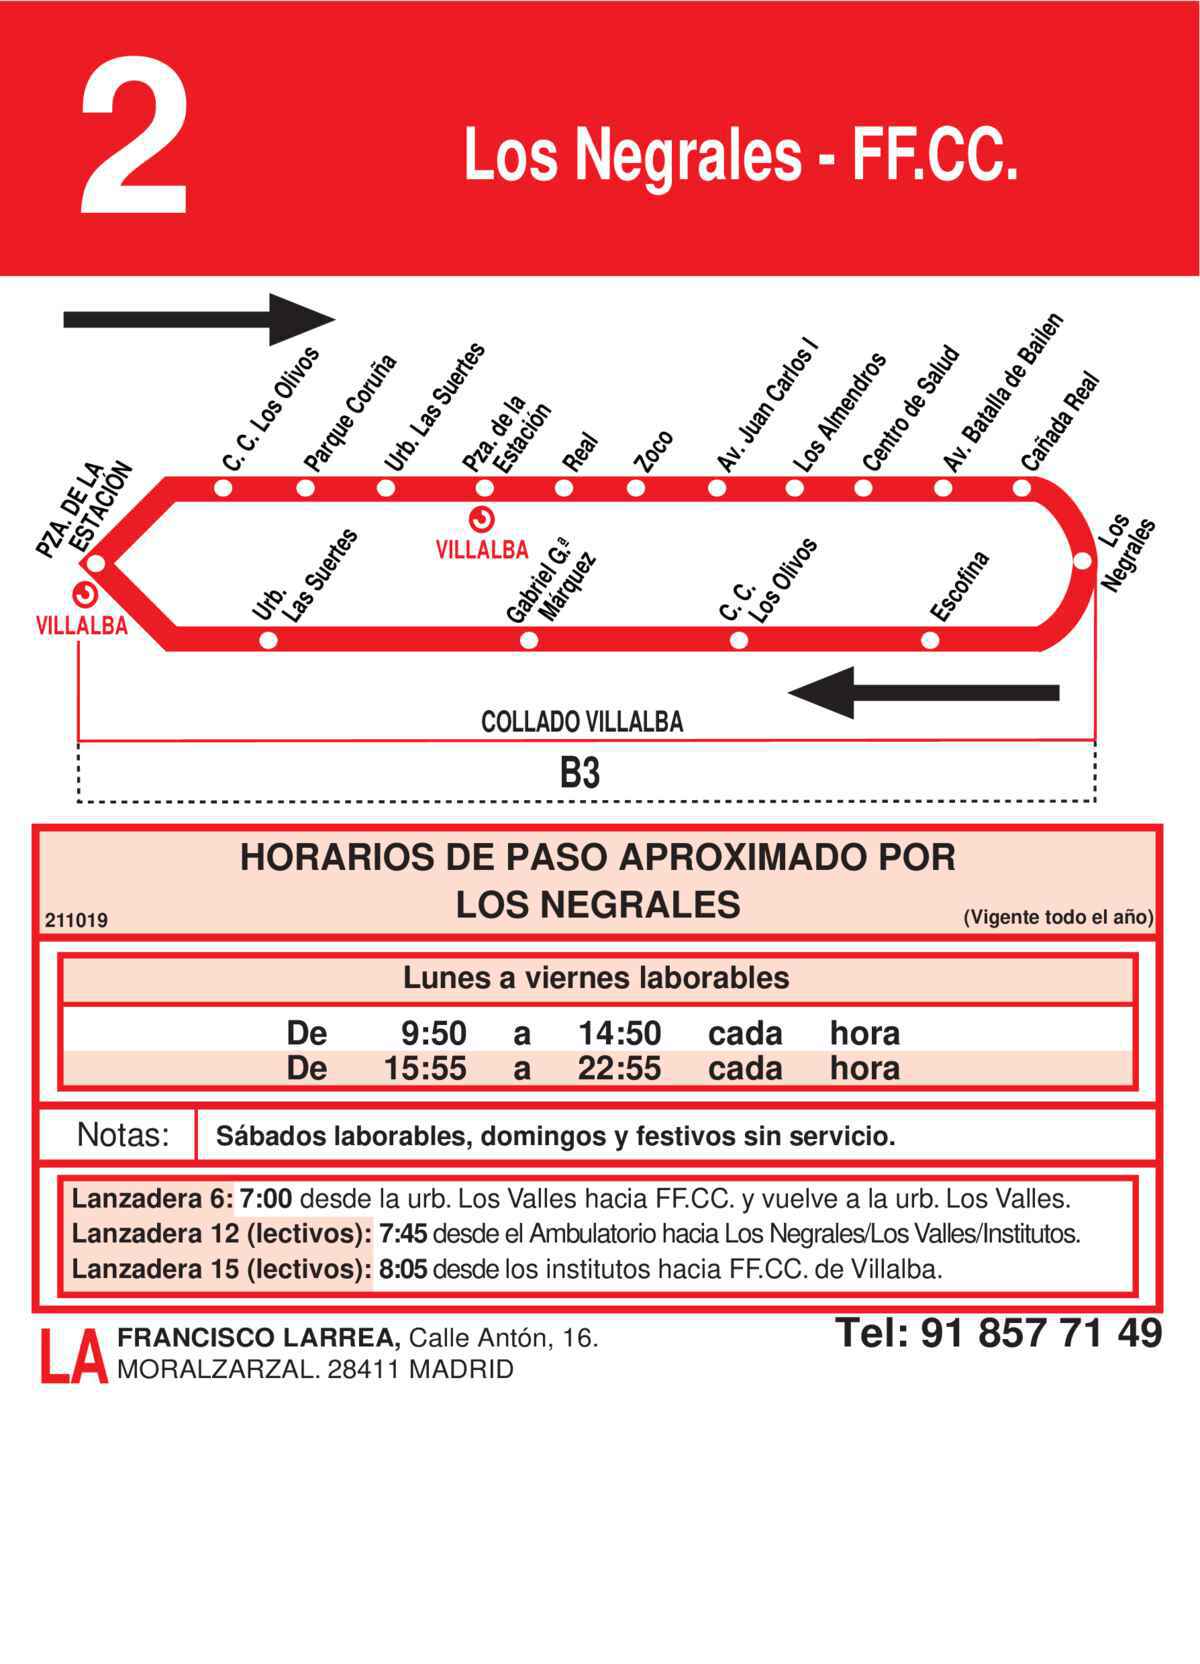 2
Los Negrales - FF.CC.
PZA. DE LA
ESTACIÓN
VILLALBA
C. C. Los Olivos
Parque Coruña
Urb. Las Suertes
Pza. de la
Estación
VILLALBA
Real
Zoco
Av. Juan Carlos I
Los Almendros
Centro de Salud
Av. Batalla de Bailen
Cañada Real
Los
Negrales
Urb.
Las Suertes
Gabriel G.ª
Márquez
C. C.
Los Olivos
Escofina
COLLADO VILLALBA
B3
HORARIOS DE PASO APROXIMADO POR
LOS NEGRALES
211019
(Vigente todo el año)
Lunes a viernes laborables
De 9:50 a 14:50 cada hora
De 15:55 a 22:55 cada hora
Notas: Sábados laborables, domingos y festivos sin servicio.
Lanzadera 6: 7:00 desde la urb. Los Valles hacia FF.CC. y vuelve a la urb. Los Valles.
Lanzadera 12 (lectivos): 7:45 desde el Ambulatorio hacia Los Negrales/Los Valles/Institutos.
Lanzadera 15 (lectivos): 8:05 desde los institutos hacia FF.CC. de Villalba.
LA
FRANCISCO LARREA, Calle Antón, 16.
MORALZARZAL. 28411 MADRID
Tel: 91 857 71 49